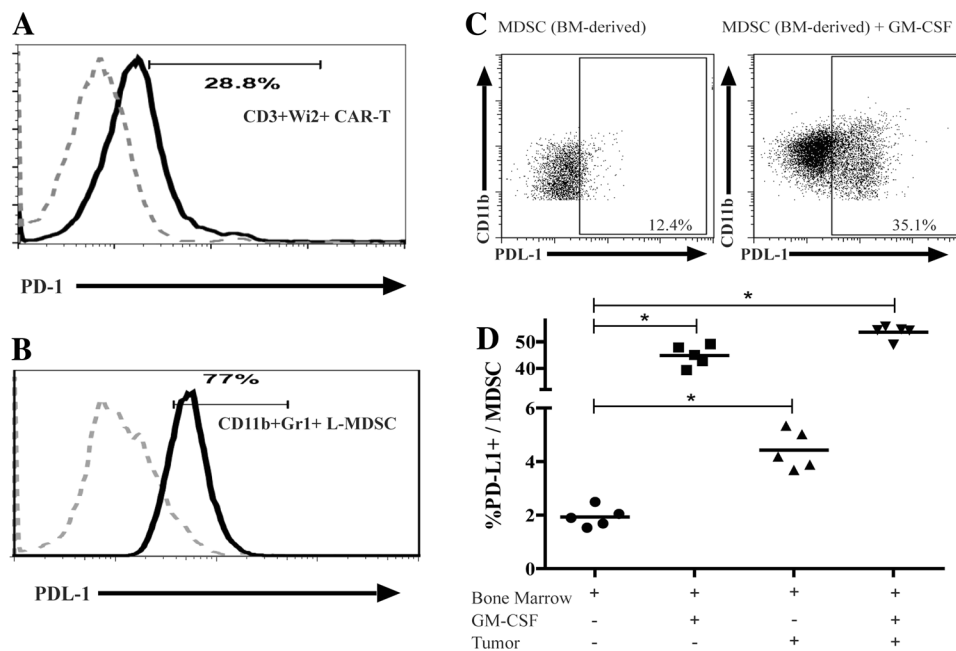 A
28.8%
CD3+Wi2+ CAR-T
PD-1
B
77%
CD11b+Gr1+ L-MDSC
PDL-1
C
MDSC (BM-derived)
MDSC (BM-derived) + GM-CSF
CD11b
12.4%
PDL-1
CD11b
35.1%
PDL-1
D
%PD-L1+ / MDSC
*
*
*
50
40
6
4
2
0
Bone Marrow + + + +
GM-CSF - + - +
Tumor - - + +